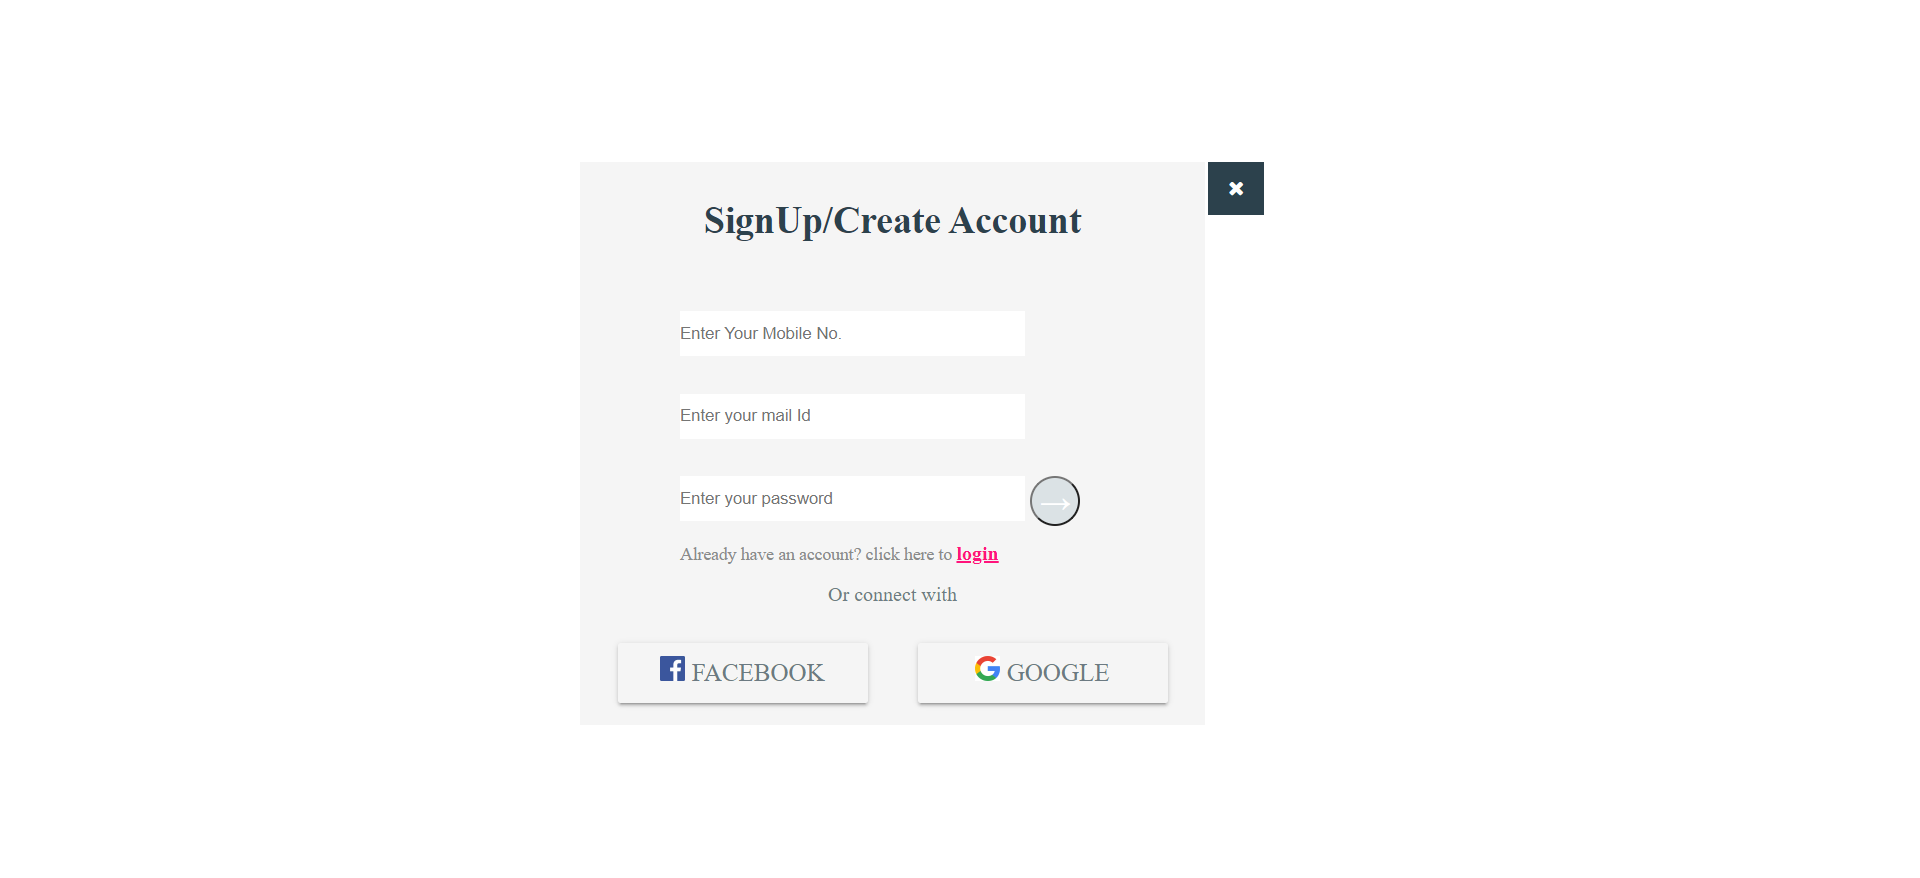 SignUp/Create Account
Enter Your Mobile No.
Enter your mail Id
Enter your password
Already have an account? click here to login
Or connect with
FACEBOOK
GOOGLE